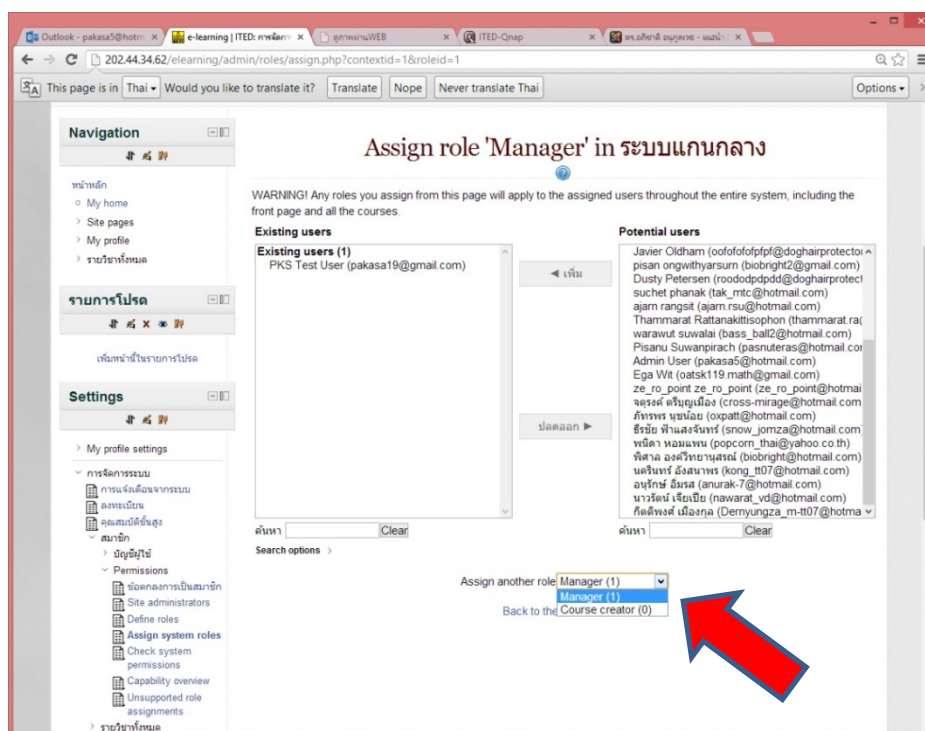 Outlook - pakasa5@hotm
e-learning | ITED: การจัดกา
ดูภาพผ่านWEB
ITED-Qnap
ดร.อภิชาติ อนุกูลเวช - แนะนำ
202.44.34.62/elearning/admin/roles/assign.php?contextid=1&roleid=1
This page is in Thai Would you like to translate it? Translate Nope Never translate Thai Options
Navigation
หน้าหลัก
My home
Site pages
My profile
รายวิชาทั้งหมด
รายการโปรด
เพิ่มหน้านี้ในรายการโปรด
Settings
My profile settings
การจัดการระบบ
การแจ้งเตือนจากระบบ
ลงทะเบียน
คุณสมบัติขั้นสูง
สมาชิก
บัญชีผู้ใช้
Permissions
ข้อตกลงการเป็นสมาชิก
Site administrators
Define roles
Assign system roles
Check system
permissions
Capability overview
Unsupported role
assignments
รายวิชาทั้งหมด
Assign role 'Manager' in ระบบแกนกลาง
WARNING! Any roles you assign from this page will apply to the assigned users throughout the entire system, including the
front page and all the courses.
Existing users
Existing users (1)
PKS Test User (pakasa19@gmail.com)
ค้นหา Clear
Search options
◄ เพิ่ม
ปลดออก ►
Potential users
Javier Oldham (oofofofofpfpf@doghairprotector
pisan ongwithyarsurn (biobright2@gmail.com)
Dusty Petersen (roododpdpdd@doghairprotect
suchet phanak (tak_mtc@hotmail.com)
ajarn rangsit (ajarn.rsu@hotmail.com)
Thammarat Rattanakittisophon (thammarat.ra(
warawut suwalai (bass_ball2@hotmail.com)
Pisanu Suwanpirach (pasnuteras@hotmail.cor
Admin User (pakasa5@hotmail.com)
Ega Wit (oatsk119.math@gmail.com)
ze_ro_point ze_ro_point (ze_ro_point@hotmai
จตุรงค์ ตรีบุญเมือง (cross-mirage@hotmail.com
ภัทรพร นุชน้อย (oxpatt@hotmail.com)
ธีรชัย ฟ้าแสงจันทร์ (snow_jomza@hotmail.com)
พนิดา หอมแพน (popcorn_thai@yahoo.co.th)
พิศาล องค์วิทยานุสรณ์ (biobright@hotmail.com)
นครินทร์ อังสนาพร (kong_tt07@hotmail.com)
อนุรักษ์ อิ่มรส (anurak-7@hotmail.com)
นาวรัตน์ เจี่ยเปีย (nawarat_vd@hotmail.com)
กิตติพงศ์ เมืองกุล (Dernyungza_m-tt07@hotma
ค้นหา Clear
Assign another role Manager (1)
Manager (1)
Course creator (0)
Back to the